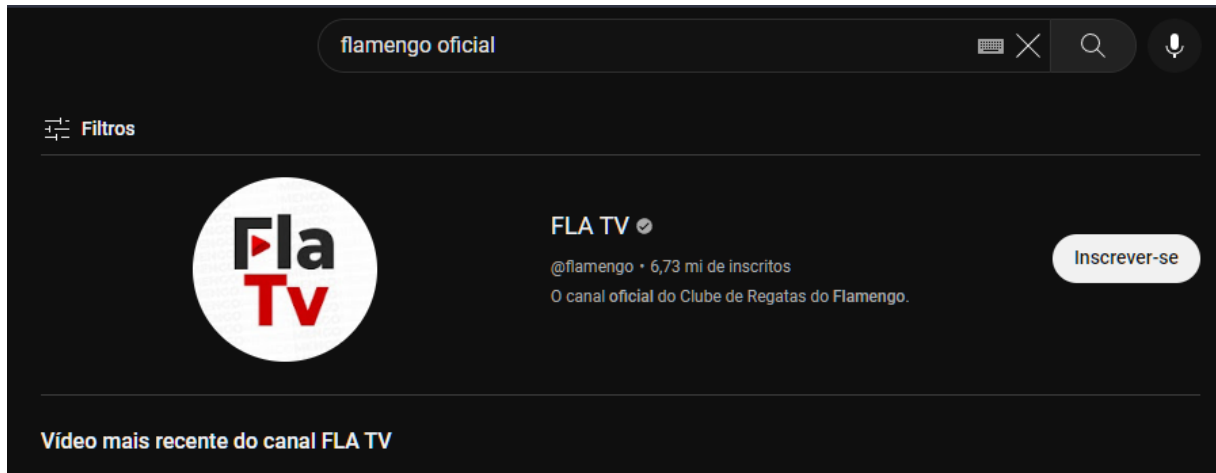 flamengo oficial
Filtros
Fla
Tv
FLA TV
@flamengo • 6,73 mi de inscritos
O canal oficial do Clube de Regatas do Flamengo.
Inscrever-se
Vídeo mais recente do canal FLA TV